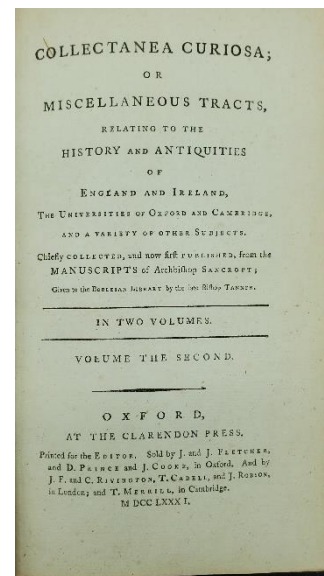 COLLECTANEA CURIOSA;
OR
MISCELLANEOUS TRACTS,
RELATING TO THE
HISTORY AND ANTIQUITIES
OF
ENGLAND AND IRELAND,
THE UNIVERSITIES OF OXFORD AND CAMBRIDGE,
AND A VARIETY OF OTHER SUBJECTS.
Chiefly COLLECTED, and now first PUBLISHED, from the
MANUSCRIPTS of Archbishop SANCROFT;
Given to the BODLEIAN LIBRARY by the late Bishop TANNER.
IN TWO VOLUMES.
VOLUME THE SECOND.
OXFORD,
AT THE CLARENDON PRESS.
Printed for the EDITOR. Sold by J. and J. FLETCHER,
and D. PRINCE and J. COOKE, in Oxford. And by
J. F. and C. RIVINGTON, T. CADELL, and J. ROBSON,
in London; and T. MERRILL, in Cambridge.
M DCC LXXX I.